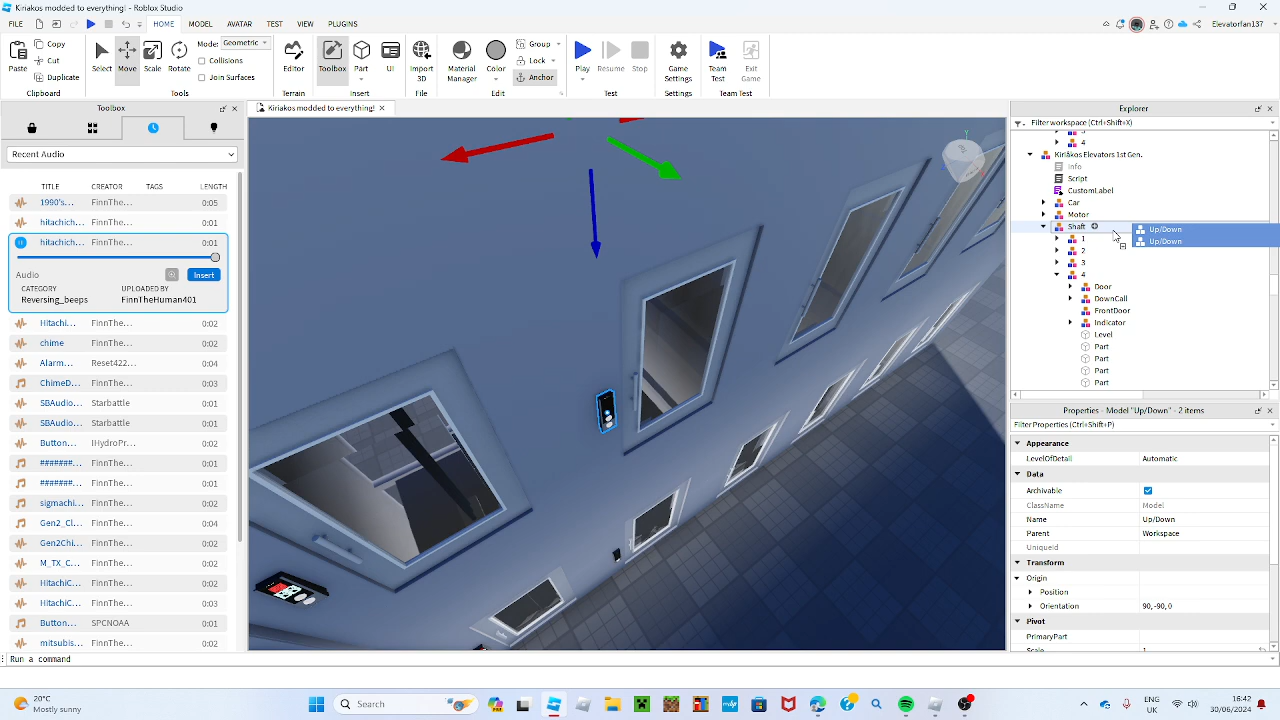 Kiriakos modded to everything! - Roblox Studio
FILE HOME MODEL AVATAR TEST VIEW PLUGINS
Elevatorfan137
Paste Copy Cut Duplicate
Clipboard
Select Move Scale Rotate
Mode: Geometric
Collisions
Join Surfaces
Tools
Editor
Terrain
Toolbox Part UI
Insert
Import 3D
File
Material Manager
Color
Group
Lock
Anchor
Edit
Play Resume Stop
Test
Game Settings
Settings
Team Test
Exit Game
Team Test
Toolbox
Kiriakos modded to everything!
Explorer
Filter workspace (Ctrl+Shift+X)
Recent Audio
TITLE CREATOR TAGS LENGTH
1990's... FinnThe... 0:05
hitachich... FinnThe... 0:01
hitachich... FinnThe... 0:01
Audio
Insert
CATEGORY UPLOADED BY
Reversing_beeps FinnTheHuman401
Hitachi... FinnThe... 0:02
chime FinnThe... 0:02
Alarm... Reset422... 0:04
ChimeD... FinnThe... 0:03
SBAudio... Starbattle 0:03
SBAudio... Starbattle 0:03
Button... IHydroPr... 0:02
#######... FinnThe... 0:01
#######... FinnThe... 0:01
sigmachi... FinnThe... 0:02
Gen2_Cl... FinnThe... 0:04
Gen2Chi... FinnThe... 0:02
M_TX_C... FinnThe... 0:02
HitachiC... FinnThe... 0:02
HitachiC... FinnThe... 0:03
Button... SPCNOAA 0:01
mitsubis... FinnThe... 0:02
4
Kiriakos Elevators 1st Gen.
Info
Script
CustomLabel
Car
Motor
Shaft
Up/Down
Up/Down
1
2
3
4
Door
DownCall
FrontDoor
Indicator
Level
Part
Part
Part
Part
Properties - Model "Up/Down" - 2 items
Filter Properties (Ctrl+Shift+P)
Appearance
LevelOfDetail Automatic
Data
Archivable
ClassName Model
Name Up/Down
Parent Workspace
UniqueId
Transform
Origin
Position
Orientation 90,-90,0
Pivot
PrimaryPart
Scale 1
Run a command
20°C
Mostly sunny
Search
ENG
UK
16:42
30/06/2024